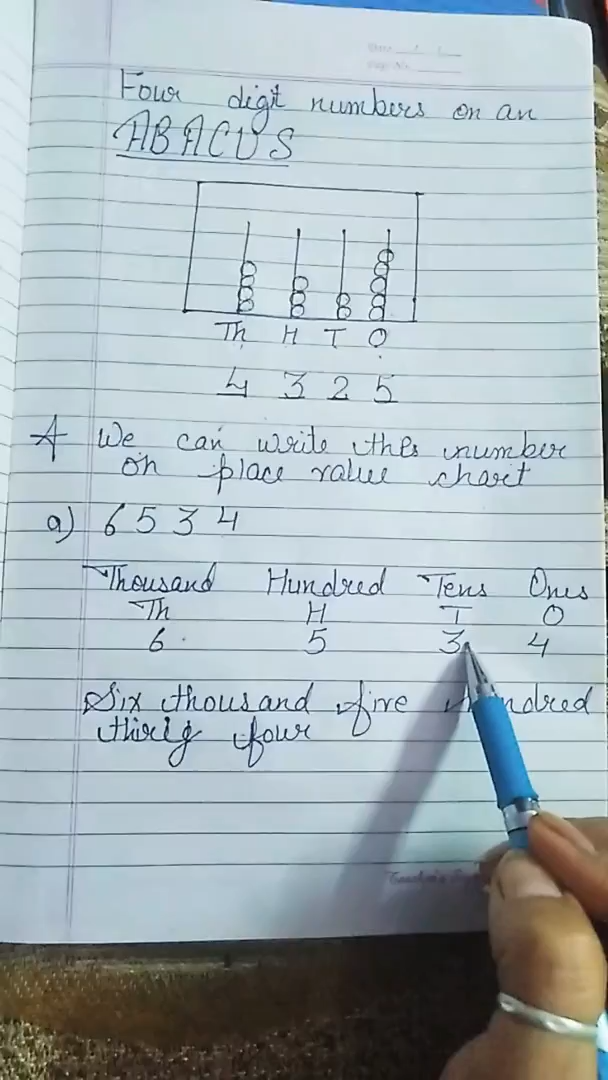 Four digit numbers on an
ABACUS
Th H T O
4 3 2 5
A We can write this number
on place value chart
a) 6 5 3 4
Thousand Hundred Tens Ones
Th H T O
6 5 3 4
Six thousand five hundred
thirty four